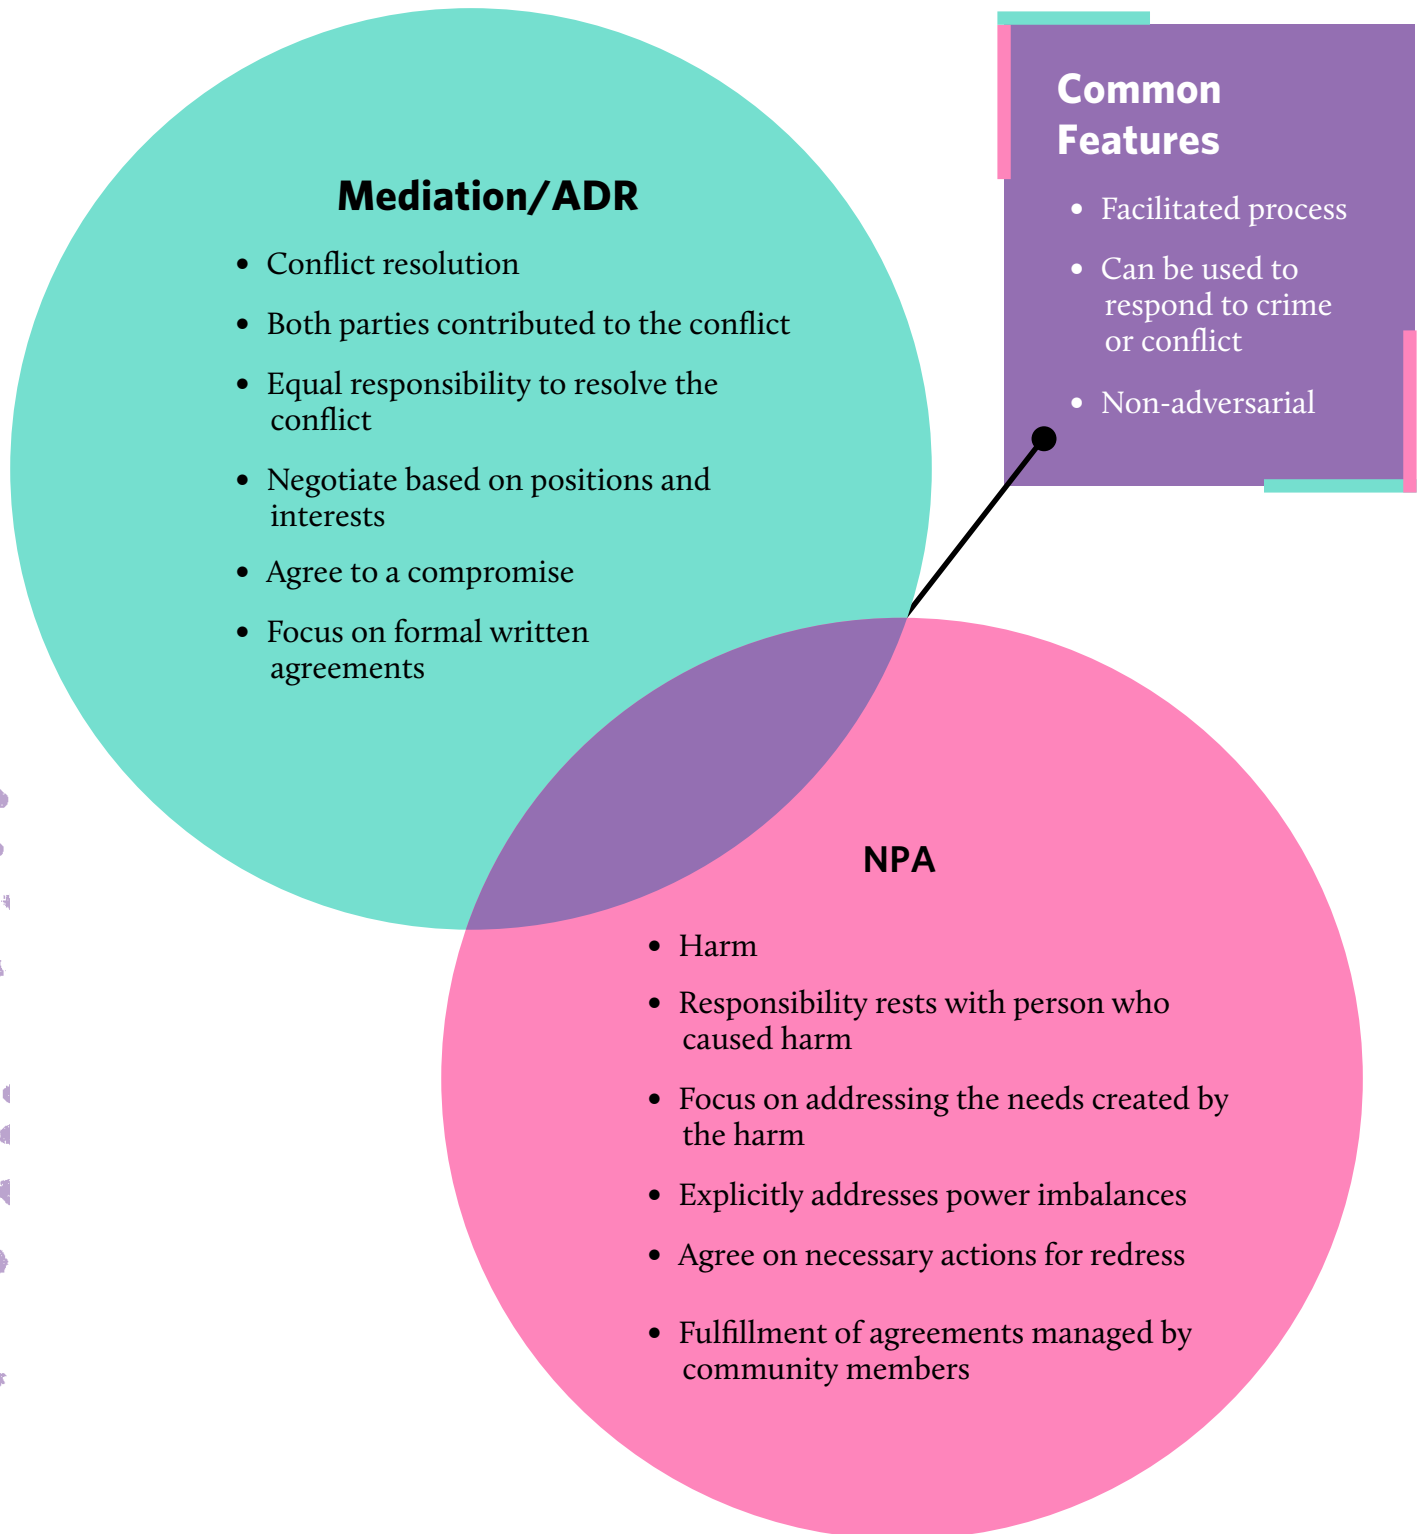 Mediation/ADR
• Conflict resolution
• Both parties contributed to the conflict
• Equal responsibility to resolve the
conflict
• Negotiate based on positions and
interests
• Agree to a compromise
• Focus on formal written
agreements
Common
Features
• Facilitated process
• Can be used to
respond to crime
or conflict
• Non-adversarial
NPA
• Harm
• Responsibility rests with person who
caused harm
• Focus on addressing the needs created by
the harm
• Explicitly addresses power imbalances
• Agree on necessary actions for redress
• Fulfillment of agreements managed by
community members